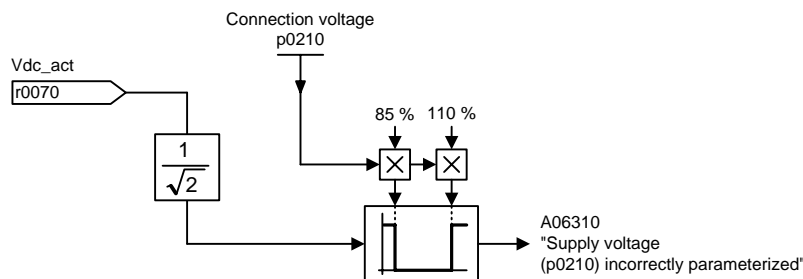 Connection voltage
p0210
Vdc_act
r0070
85 % 110 %
1
√2
× ×
A06310
"Supply voltage
(p0210) incorrectly parameterized"